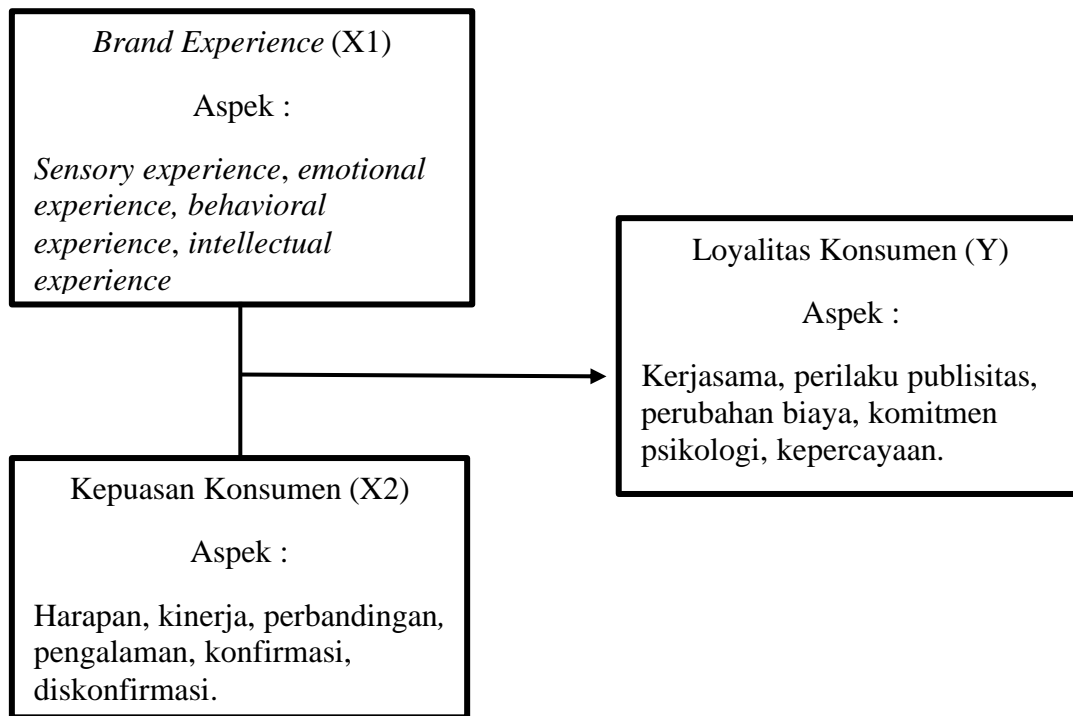 Brand Experience (X1)
Aspek :
Sensory experience, emotional
experience, behavioral
experience, intellectual
experience
Loyalitas Konsumen (Y)
Aspek :
Kerjasama, perilaku publisitas,
perubahan biaya, komitmen
psikologi, kepercayaan.
Kepuasan Konsumen (X2)
Aspek :
Harapan, kinerja, perbandingan,
pengalaman, konfirmasi,
diskonfirmasi.